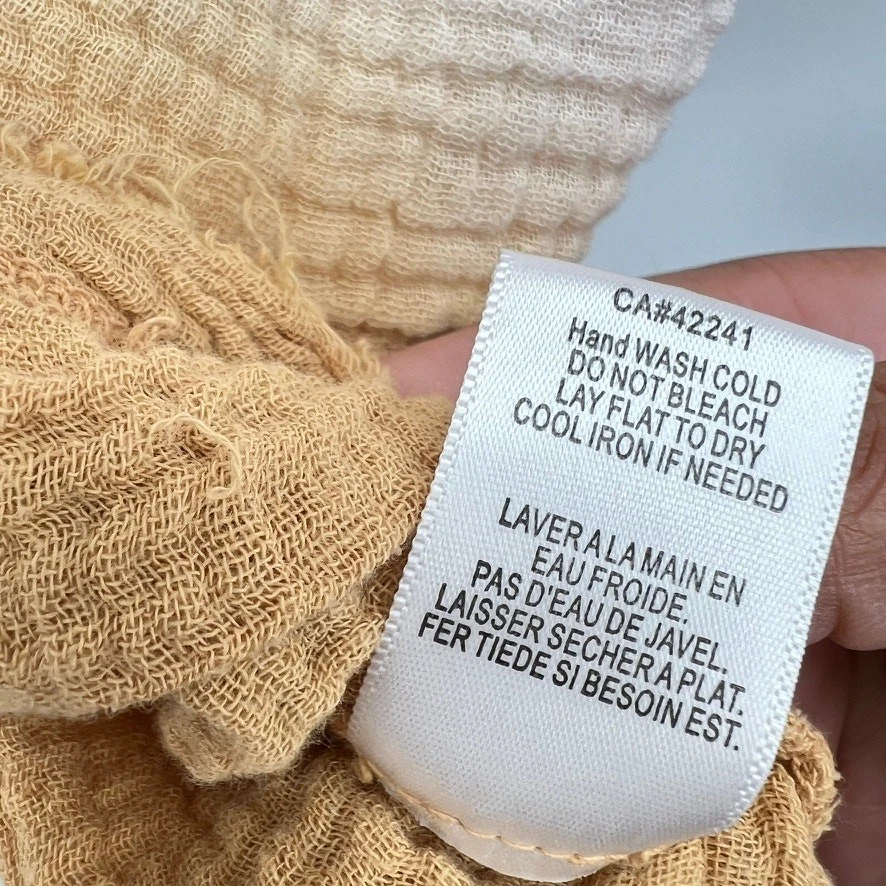 CA#42241
Hand WASH COLD
DO NOT BLEACH
LAY FLAT TO DRY
COOL IRON IF NEEDED
LAVER A LA MAIN EN
EAU FROIDE.
PAS D'EAU DE JAVEL.
LAISSER SECHER A PLAT.
FER TIEDE SI BESOIN EST.